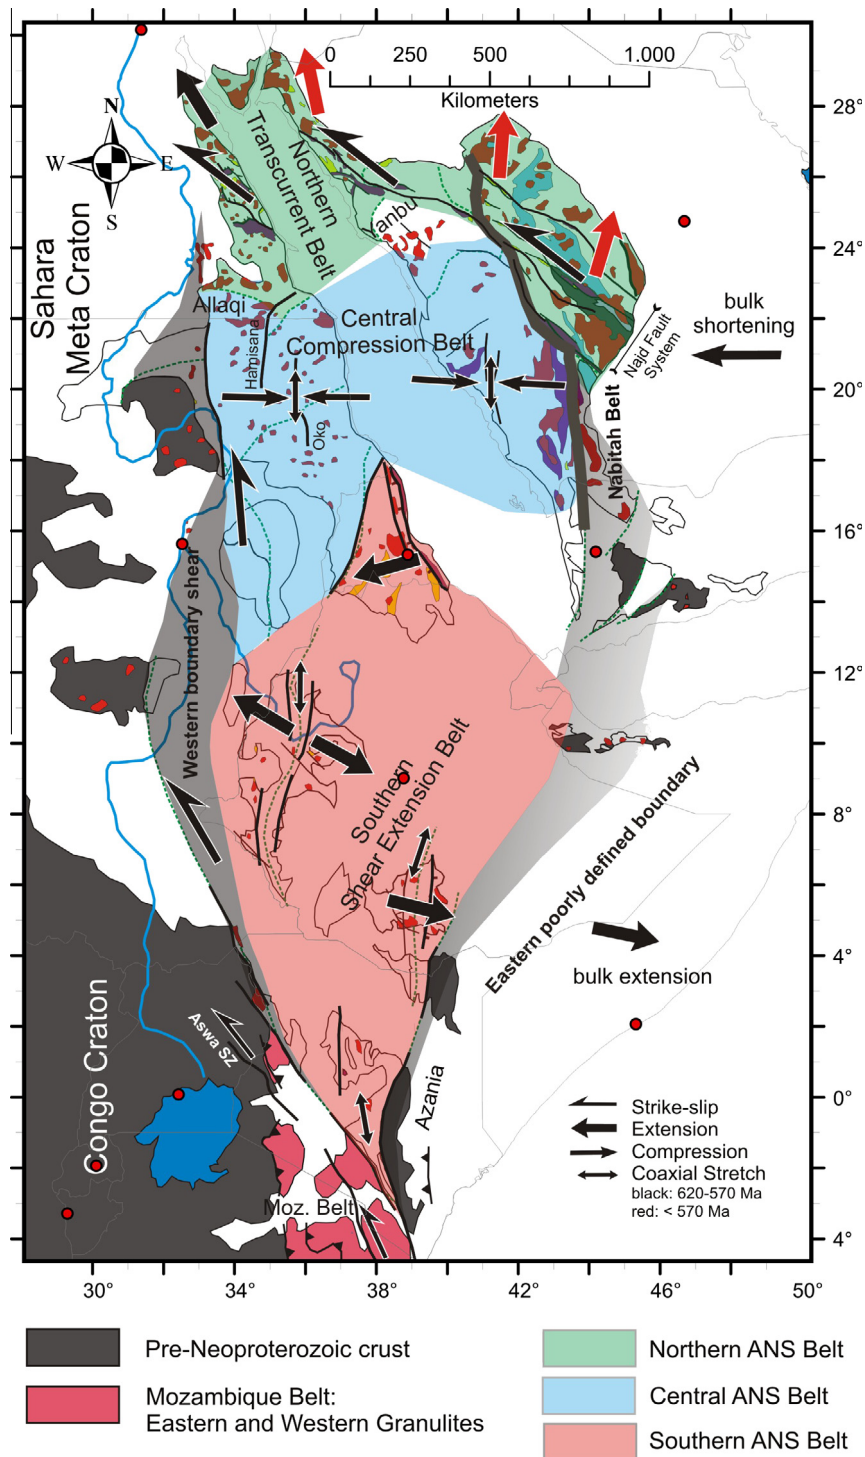 0
250
500
1.000
Kilometers
N
W
E
S
28°
24°
20°
16°
12°
8°
4°
0°
4°
Northern
Transcurrent Belt
Yanbu
Sahara
Meta Craton
Allaqi
Hamisana
Central
Compression Belt
Oko
bulk
shortening
Najd Fault
System
Nabitah Belt
Western boundary shear
Southern
Shear Extension Belt
Eastern poorly defined boundary
bulk extension
Aswa SZ
Congo Craton
Azania
Moz. Belt
Strike-slip
Extension
Compression
Coaxial Stretch
black: 620-570 Ma
red: < 570 Ma
30°
34°
38°
42°
46°
50°
Pre-Neoproterozoic crust
Mozambique Belt:
Eastern and Western Granulites
Northern ANS Belt
Central ANS Belt
Southern ANS Belt